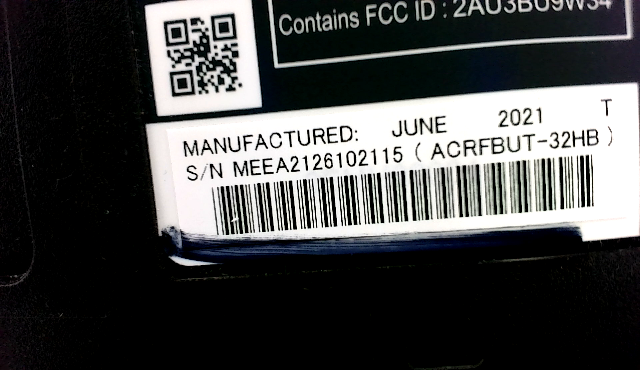 Contains FCC ID : 2AU3BU9W34
MANUFACTURED: JUNE 2021 T
S/N MEEA2126102115 ( ACRFBUT-32HB )